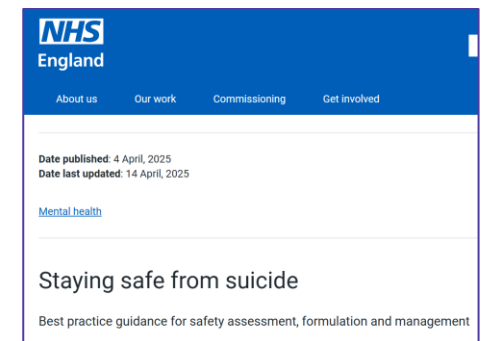 NHS
England
About us Our work Commissioning Get involved
Date published: 4 April, 2025
Date last updated: 14 April, 2025
Mental health
Staying safe from suicide
Best practice guidance for safety assessment, formulation and management